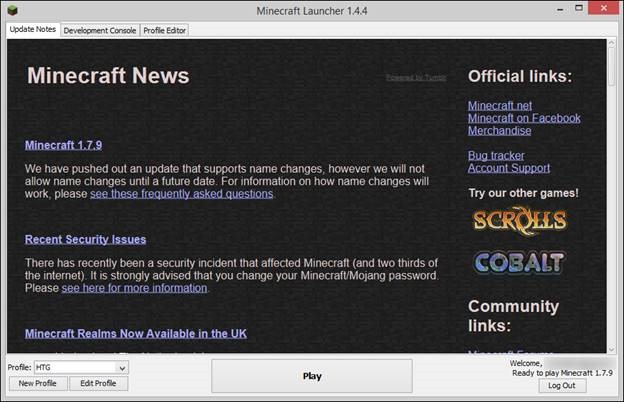 Minecraft Launcher 1.4.4
Update Notes
Development Console
Profile Editor
Minecraft News
Powered by Tumblr
Minecraft 1.7.9
We have pushed out an update that supports name changes, however we will not
allow name changes until a future date. For information on how name changes will
work, please see these frequently asked questions.
Recent Security Issues
There has recently been a security incident that affected Minecraft (and two thirds of
the internet). It is strongly advised that you change your Minecraft/Mojang password.
Please see here for more information.
Minecraft Realms Now Available in the UK
Official links:
Minecraft.net
Minecraft on Facebook
Merchandise
Bug tracker
Account Support
Try our other games!
SCROLLS
COBALT
Community
links:
Minecraft Forums
Profile: HTG
New Profile
Edit Profile
Play
Welcome,
Ready to play Minecraft 1.7.9
Log Out